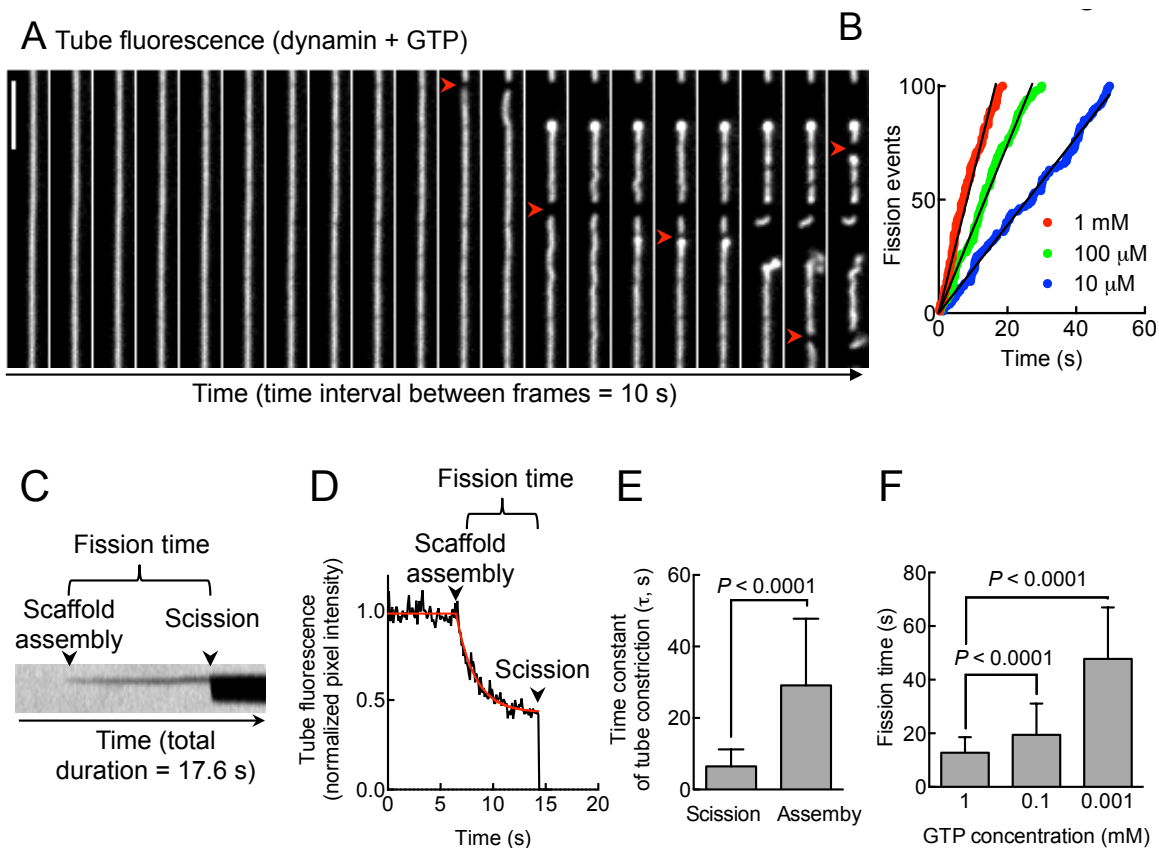 A Tube fluorescence (dynamin + GTP)
Time (time interval between frames = 10 s)
B
Fission events
100
50
0
1 mM
100 μM
10 μM
0 20 40 60
Time (s)
C
Fission time
Scaffold
assembly
Scission
Time (total
duration = 17.6 s)
D
Fission time
Scaffold
assembly
Scission
Tube fluorescence
(normalized pixel intensity)
1.0
0.5
0.0
0 5 10 15 20
Time (s)
E
Time constant
of tube constriction (τ, s)
60
40
20
0
P < 0.0001
Scission Assemby
F
Fission time (s)
80
60
40
20
0
P < 0.0001
P < 0.0001
1 0.1 0.001
GTP concentration (mM)